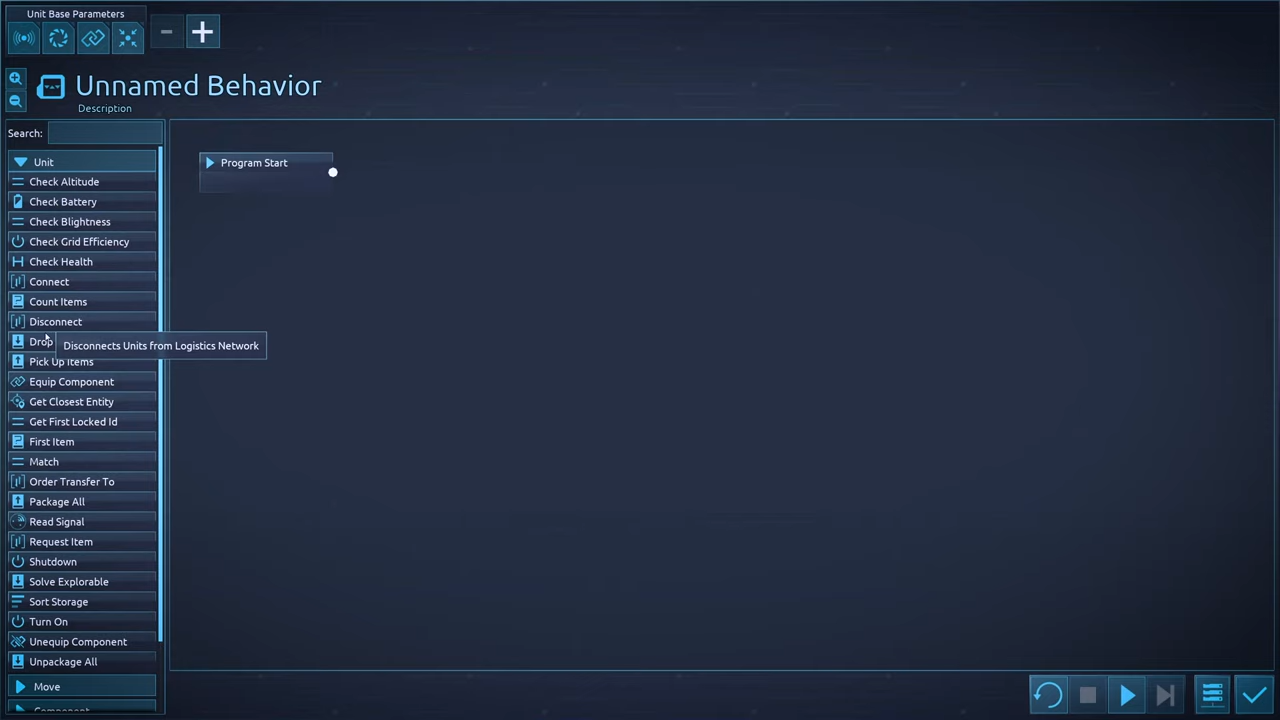 Unit Base Parameters
Unnamed Behavior
Description
Search:
Unit
Check Altitude
Check Battery
Check Blightness
Check Grid Efficiency
Check Health
Connect
Count Items
Disconnect
Drop
Disconnects Units from Logistics Network
Pick Up Items
Equip Component
Get Closest Entity
Get First Locked Id
First Item
Match
Order Transfer To
Package All
Read Signal
Request Item
Shutdown
Solve Explorable
Sort Storage
Turn On
Unequip Component
Unpackage All
Move
Component
Program Start